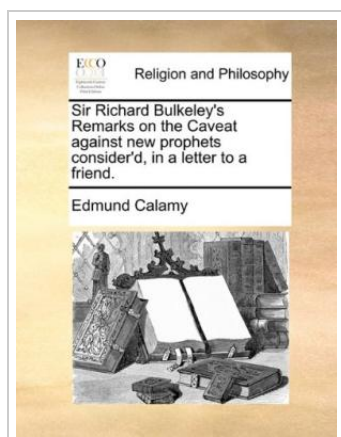 ECCO
Religion and Philosophy
Sir Richard Bulkeley's
Remarks on the Caveat
against new prophets
consider'd, in a letter to a
friend.
Edmund Calamy